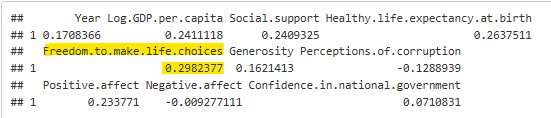 ##        Year Log.GDP.per.capita Social.support Healthy.life.expectancy.at.birth
## 1 0.1708366          0.2411118      0.2409325                        0.2637511
##   Freedom.to.make.life.choices Generosity Perceptions.of.corruption
## 1                    0.2982377  0.1621413                -0.1288939
##   Positive.affect Negative.affect Confidence.in.national.government
## 1        0.233771    -0.009277111                         0.0710831